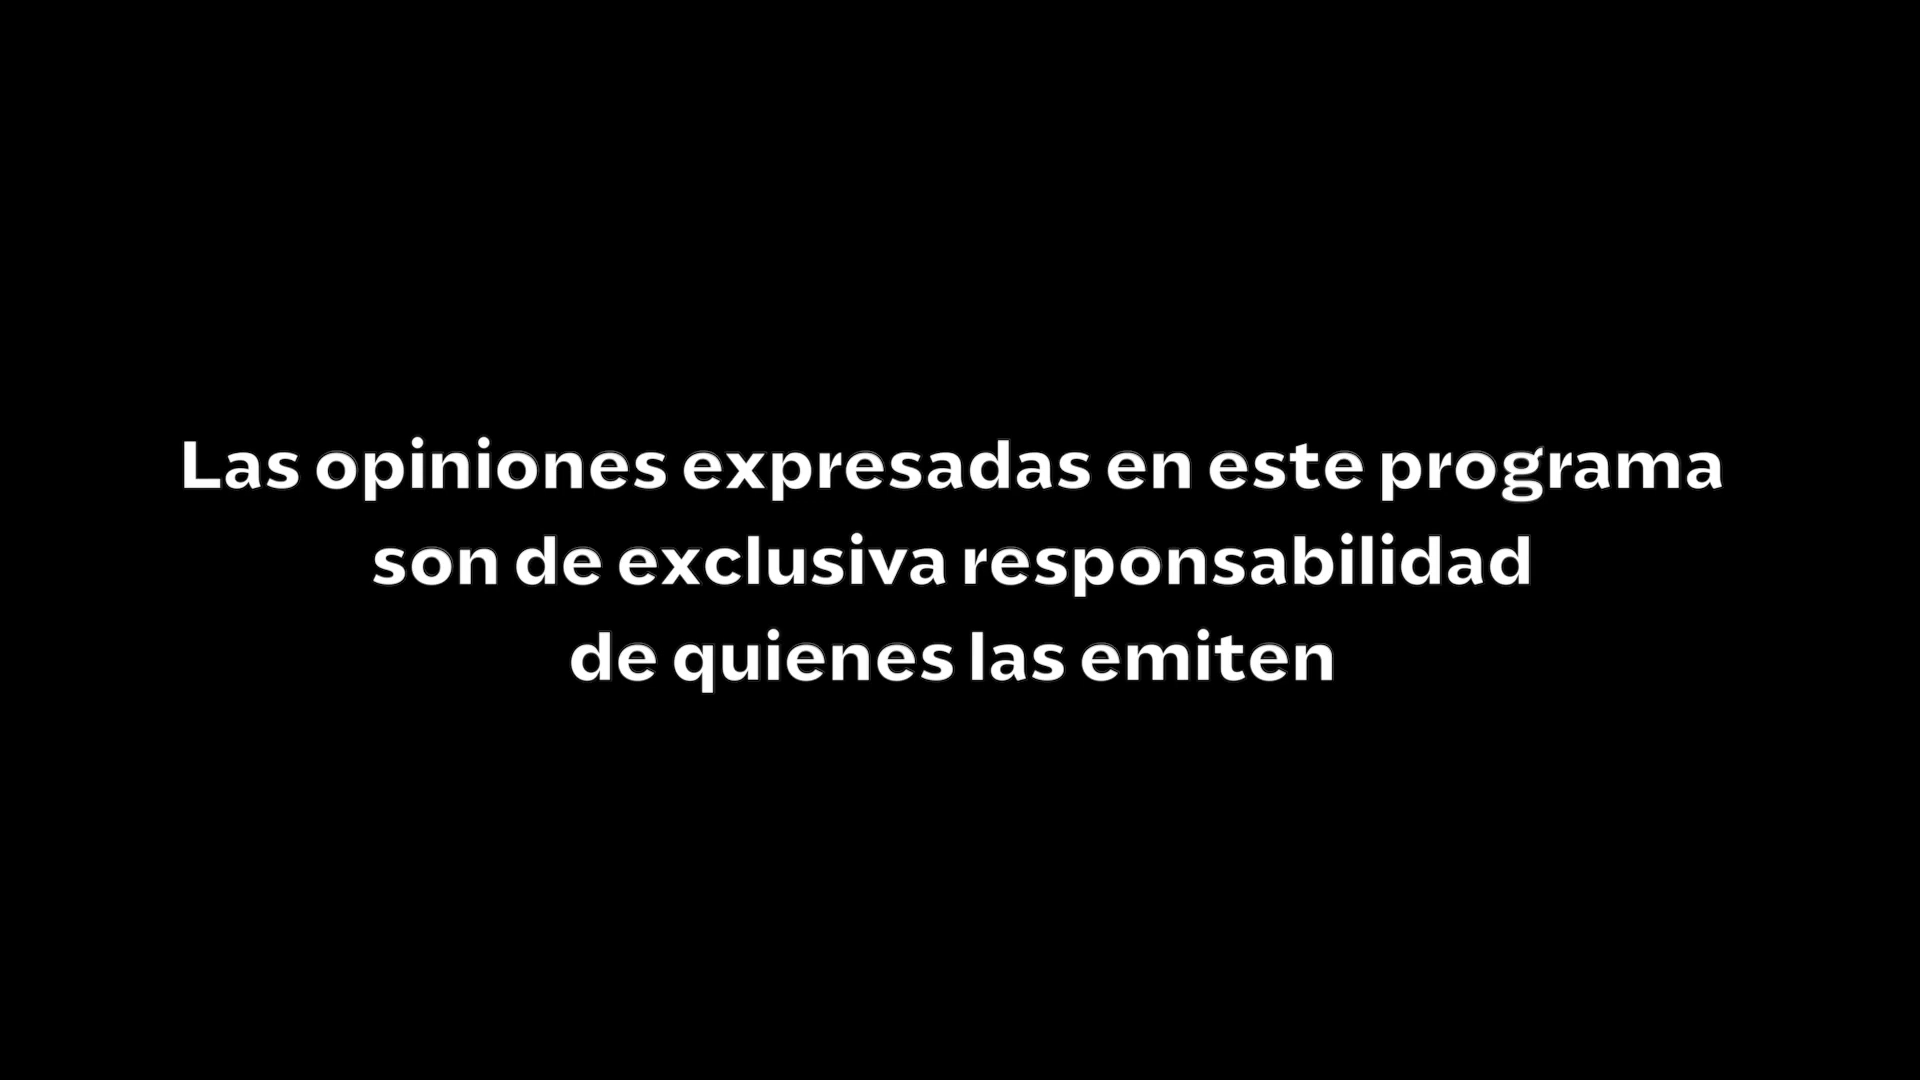 Las opiniones expresadas en este programa
son de exclusiva responsabilidad
de quienes las emiten